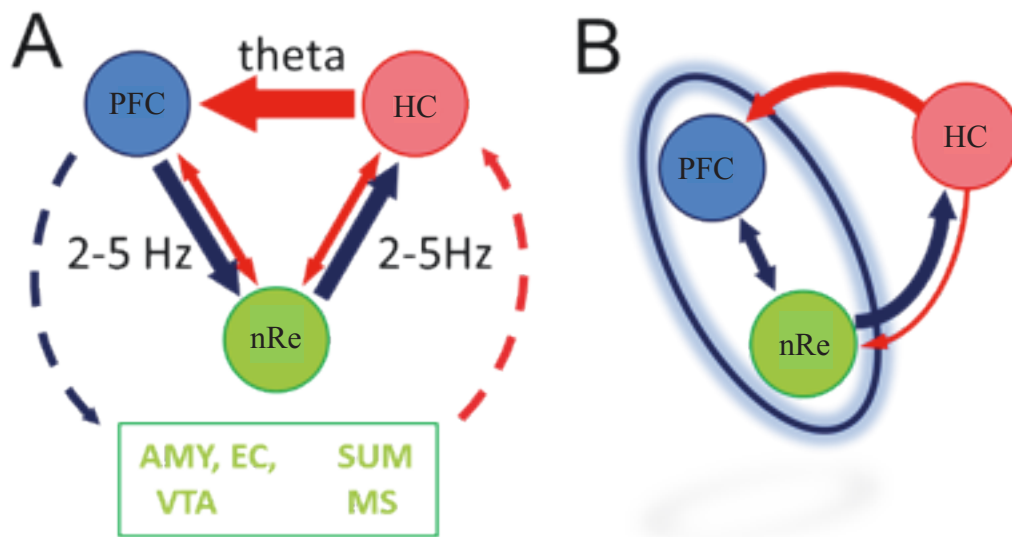 A
theta
PFC
HC
2-5 Hz
2-5Hz
nRe
AMY, EC, SUM
VTA MS
B
PFC
HC
nRe